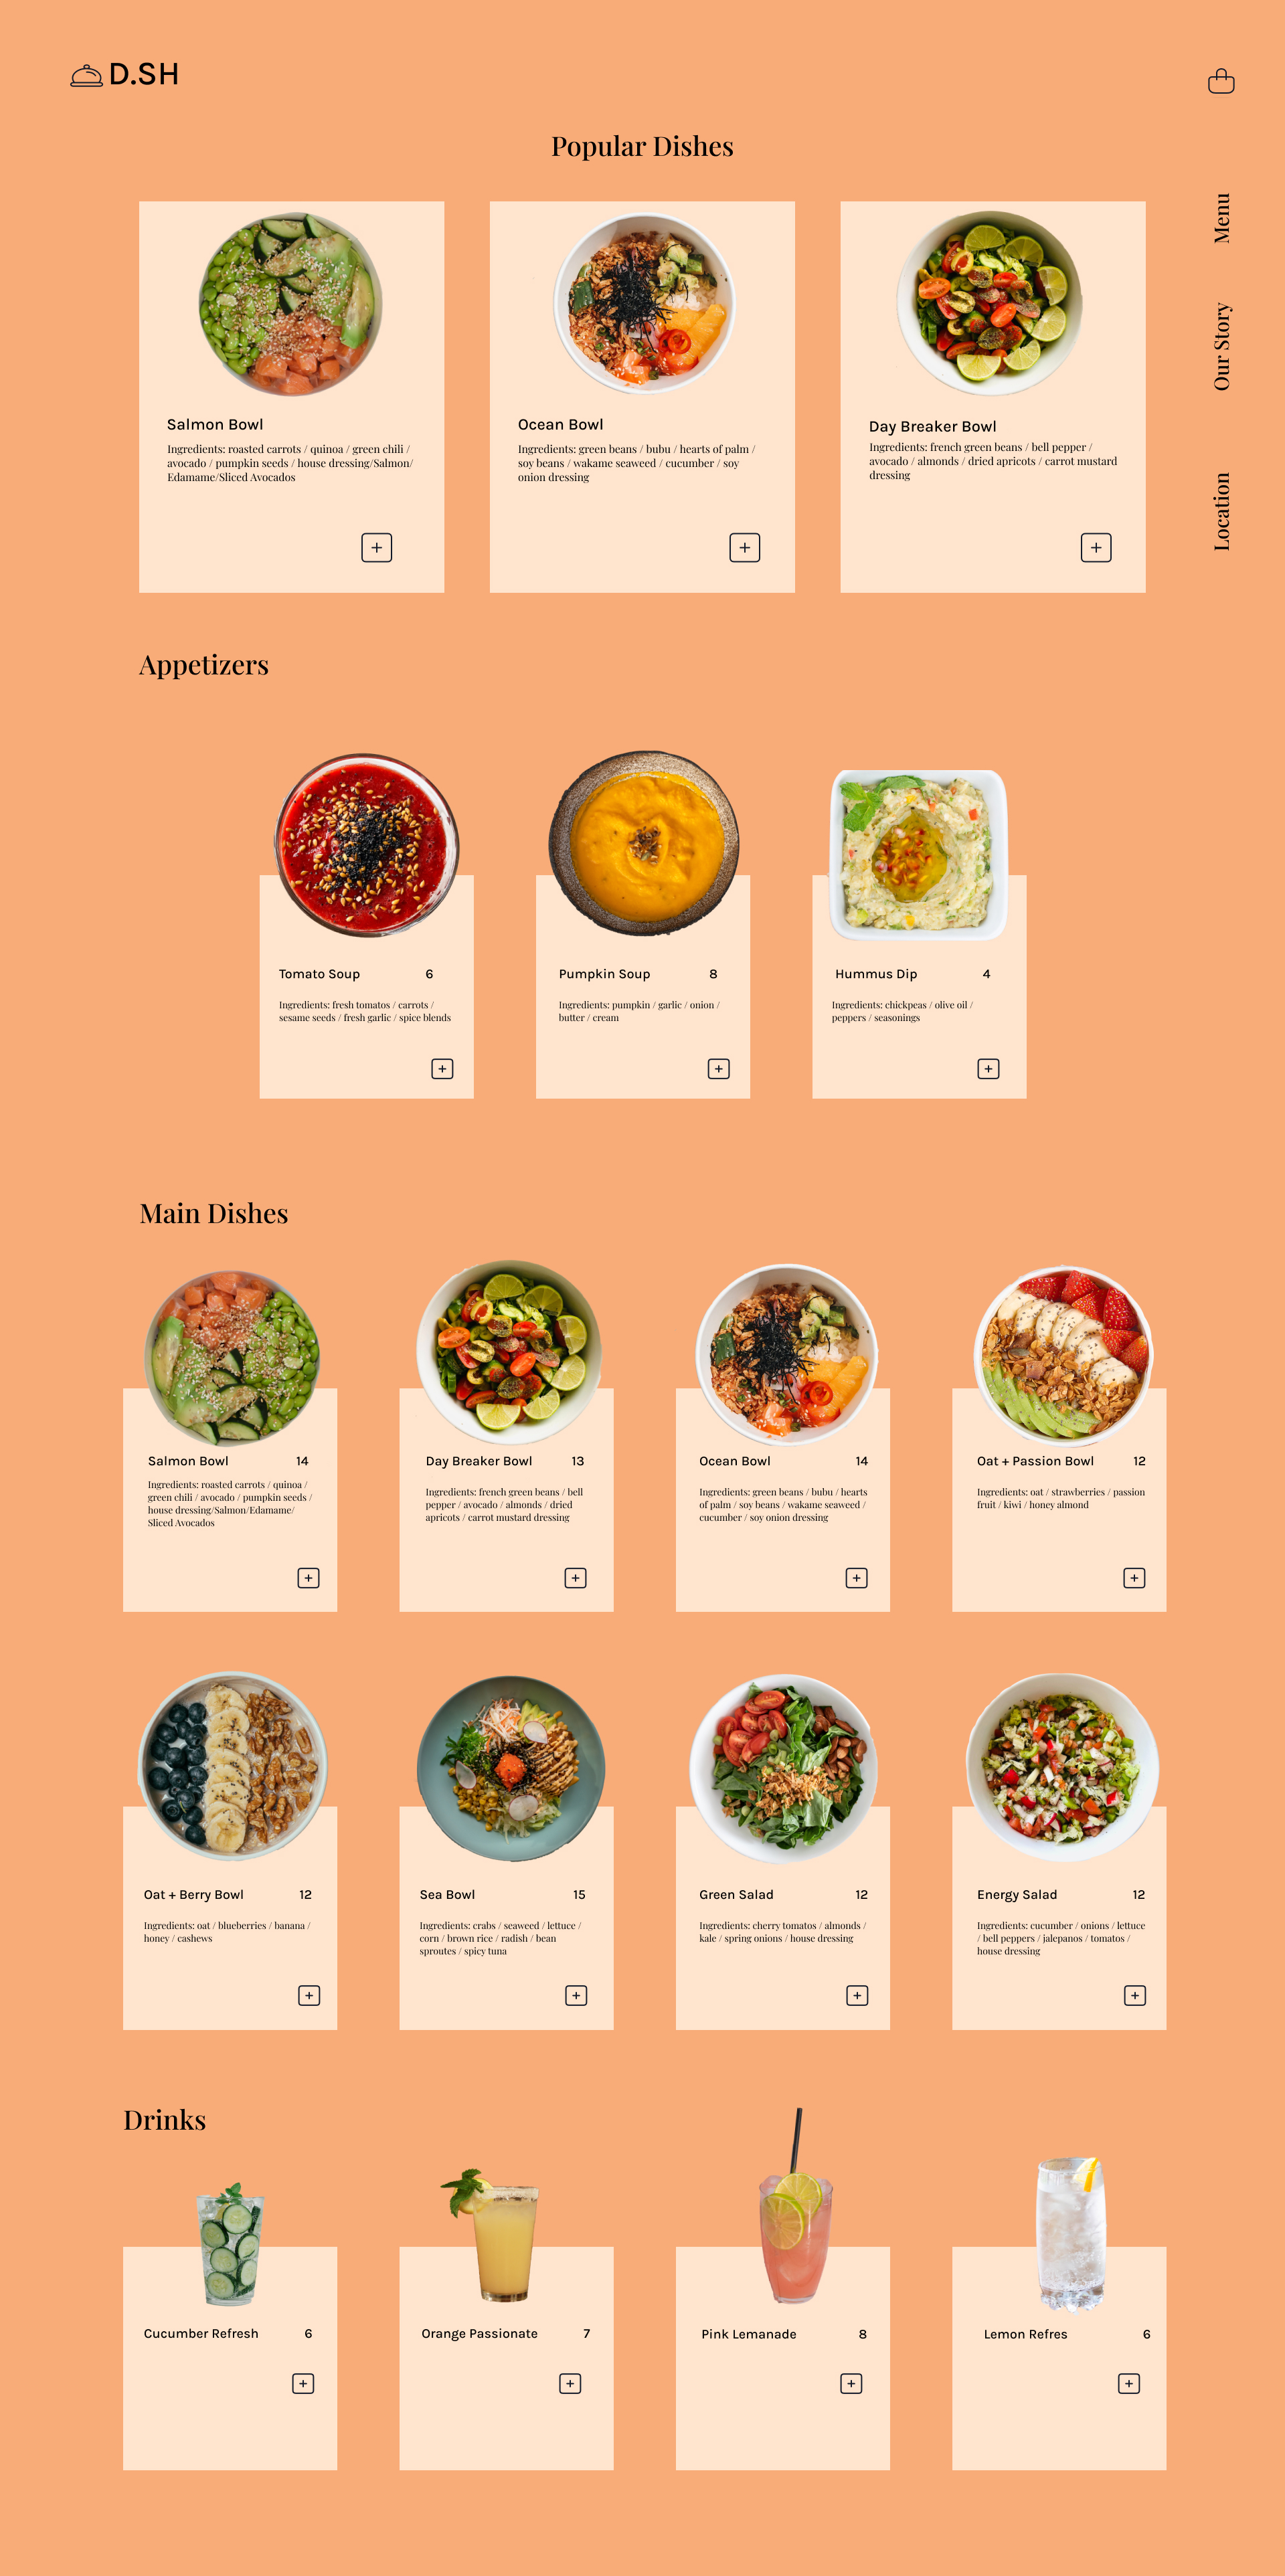 D.SH
Popular Dishes
Menu
Our Story
Location
Salmon Bowl
Ingredients: roasted carrots / quinoa / green chili /
avocado / pumpkin seeds / house dressing/Salmon/
Edamame/Sliced Avocados
+
Ocean Bowl
Ingredients: green beans / bubu / hearts of palm /
soy beans / wakame seaweed / cucumber / soy
onion dressing
+
Day Breaker Bowl
Ingredients: french green beans / bell pepper /
avocado / almonds / dried apricots / carrot mustard
dressing
+
Appetizers
Tomato Soup 6
Ingredients: fresh tomatos / carrots /
sesame seeds / fresh garlic / spice blends
+
Pumpkin Soup 8
Ingredients: pumpkin / garlic / onion /
butter / cream
+
Hummus Dip 4
Ingredients: chickpeas / olive oil /
peppers / seasonings
+
Main Dishes
Salmon Bowl 14
Ingredients: roasted carrots / quinoa /
green chili / avocado / pumpkin seeds /
house dressing/Salmon/Edamame/
Sliced Avocados
+
Day Breaker Bowl 13
Ingredients: french green beans / bell
pepper / avocado / almonds / dried
apricots / carrot mustard dressing
+
Ocean Bowl 14
Ingredients: green beans / bubu / hearts
of palm / soy beans / wakame seaweed /
cucumber / soy onion dressing
+
Oat + Passion Bowl 12
Ingredients: oat / strawberries / passion
fruit / kiwi / honey almond
+
Oat + Berry Bowl 12
Ingredients: oat / blueberries / banana /
honey / cashews
+
Sea Bowl 15
Ingredients: crabs / seaweed / lettuce /
corn / brown rice / radish / bean
sproutes / spicy tuna
+
Green Salad 12
Ingredients: cherry tomatos / almonds /
kale / spring onions / house dressing
+
Energy Salad 12
Ingredients: cucumber / onions / lettuce
/ bell peppers / jalepanos / tomatos /
house dressing
+
Drinks
Cucumber Refresh 6
+
Orange Passionate 7
+
Pink Lemanade 8
+
Lemon Refres 6
+